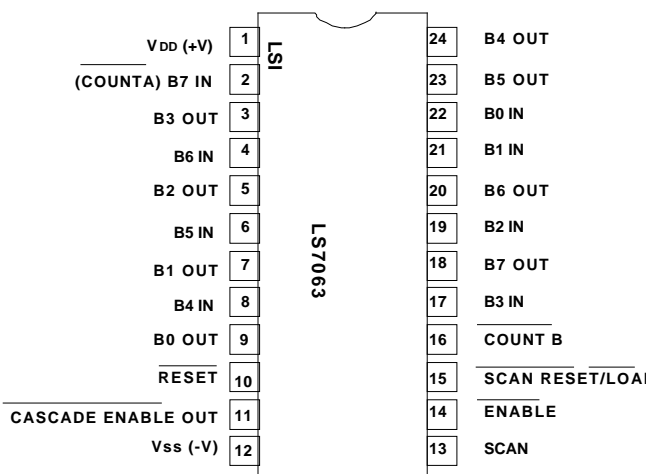 VDD (+V) 1 24 B4 OUT
LSI
(COUNTA) B7 IN 2 23 B5 OUT
B3 OUT 3 22 B0 IN
B6 IN 4 21 B1 IN
B2 OUT 5 20 B6 OUT
B5 IN 6 19 B2 IN
LS7063
B1 OUT 7 18 B7 OUT
B4 IN 8 17 B3 IN
B0 OUT 9 16 COUNT B
RESET 10 15 SCAN RESET/LOA
CASCADE ENABLE OUT 11 14 ENABLE
Vss (-V) 12 13 SCAN